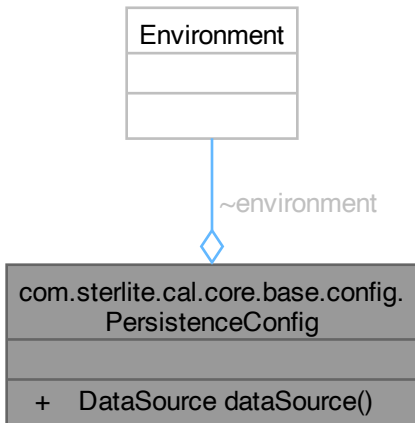 Environment
~environment
com.sterlite.cal.core.base.config.
PersistenceConfig
+ DataSource dataSource()